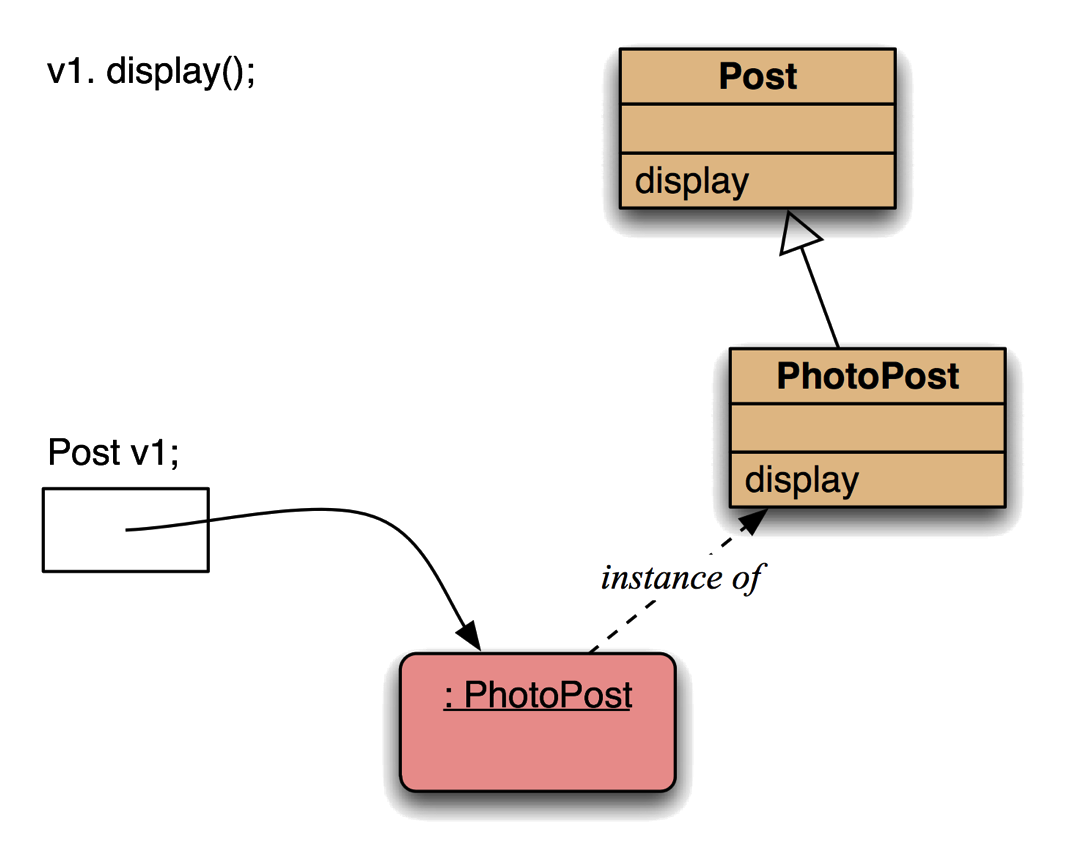 v1. display();
Post
display
PhotoPost
display
Post v1;
instance of
: PhotoPost